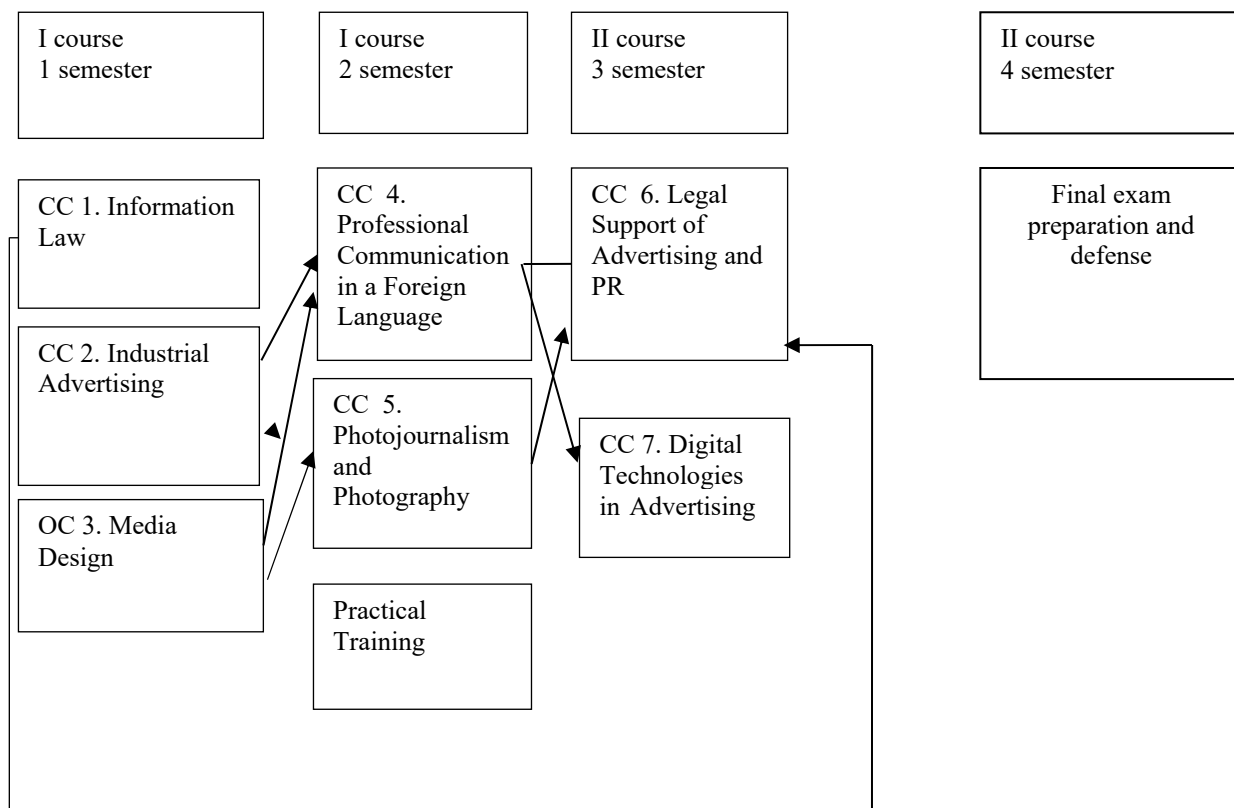 I course
1 semester
I course
2 semester
II course
3 semester
II course
4 semester
CC 1. Information
Law
CC 2. Industrial
Advertising
OC 3. Media
Design
CC 4.
Professional
Communication
in a Foreign
Language
CC 5.
Photojournalism
and
Photography
Practical
Training
CC 6. Legal
Support of
Advertising and
PR
CC 7. Digital
Technologies
in Advertising
Final exam
preparation and
defense